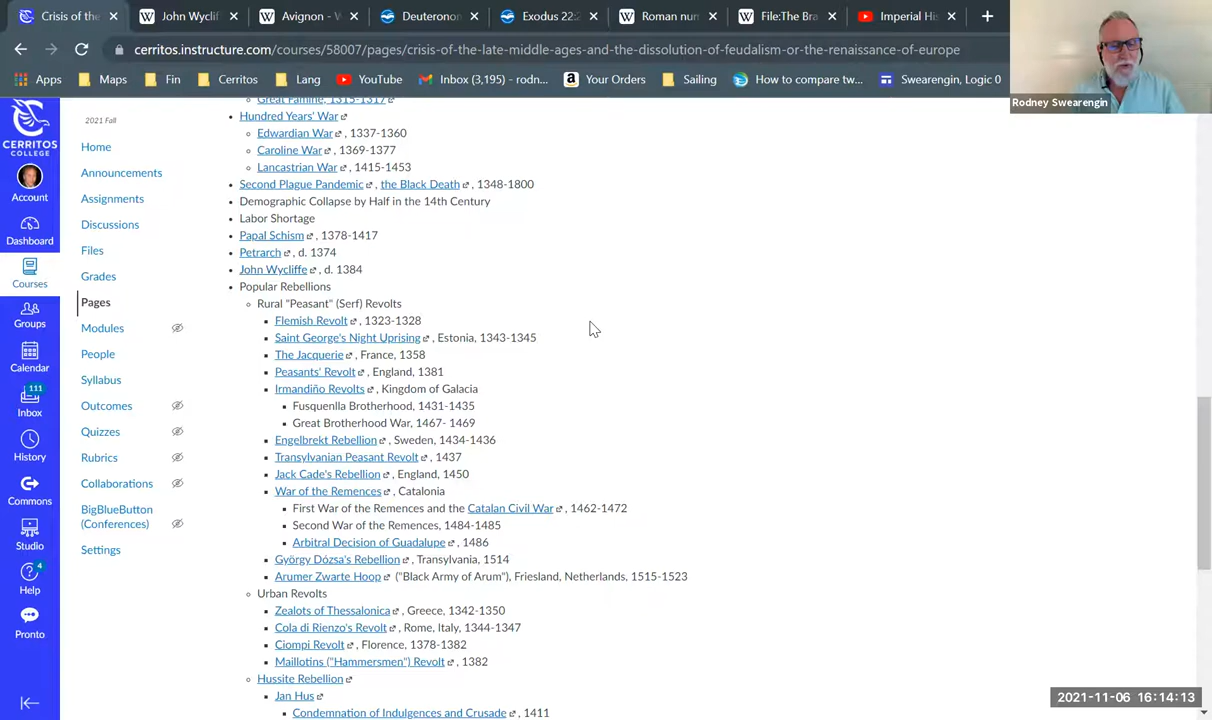 Crisis of the
John Wyclif
Avignon - W
Deuteronon
Exodus 22:2
Roman num
File:The Bra
Imperial His
cerritos.instructure.com/courses/58007/pages/crisis-of-the-late-middle-ages-and-the-dissolution-of-feudalism-or-the-renaissance-of-europe
Apps
Maps
Fin
Cerritos
Lang
YouTube
Inbox (3,195) - rodn...
Your Orders
Sailing
How to compare tw...
Swearengin, Logic 0
Rodney Swearengin
CERRITOS
COLLEGE
Account
Dashboard
Courses
Groups
Calendar
111
Inbox
History
Commons
Studio
4
Help
Pronto
2021 Fall
Home
Announcements
Assignments
Discussions
Files
Grades
Pages
Modules
People
Syllabus
Outcomes
Quizzes
Rubrics
Collaborations
BigBlueButton
(Conferences)
Settings
Great Famine, 1315-1317
Hundred Years' War
Edwardian War , 1337-1360
Caroline War , 1369-1377
Lancastrian War , 1415-1453
Second Plague Pandemic , the Black Death , 1348-1800
Demographic Collapse by Half in the 14th Century
Labor Shortage
Papal Schism , 1378-1417
Petrarch , d. 1374
John Wycliffe , d. 1384
Popular Rebellions
Rural "Peasant" (Serf) Revolts
Flemish Revolt , 1323-1328
Saint George's Night Uprising , Estonia, 1343-1345
The Jacquerie , France, 1358
Peasants' Revolt , England, 1381
Irmandiño Revolts , Kingdom of Galacia
Fusquenlla Brotherhood, 1431-1435
Great Brotherhood War, 1467- 1469
Engelbrekt Rebellion , Sweden, 1434-1436
Transylvanian Peasant Revolt , 1437
Jack Cade's Rebellion , England, 1450
War of the Remences , Catalonia
First War of the Remences and the Catalan Civil War , 1462-1472
Second War of the Remences, 1484-1485
Arbitral Decision of Guadalupe , 1486
György Dózsa's Rebellion , Transylvania, 1514
Arumer Zwarte Hoop ("Black Army of Arum"), Friesland, Netherlands, 1515-1523
Urban Revolts
Zealots of Thessalonica , Greece, 1342-1350
Cola di Rienzo's Revolt , Rome, Italy, 1344-1347
Ciompi Revolt , Florence, 1378-1382
Maillotins ("Hammersmen") Revolt , 1382
Hussite Rebellion
Jan Hus
Condemnation of Indulgences and Crusade , 1411
2021-11-06 16:14:13